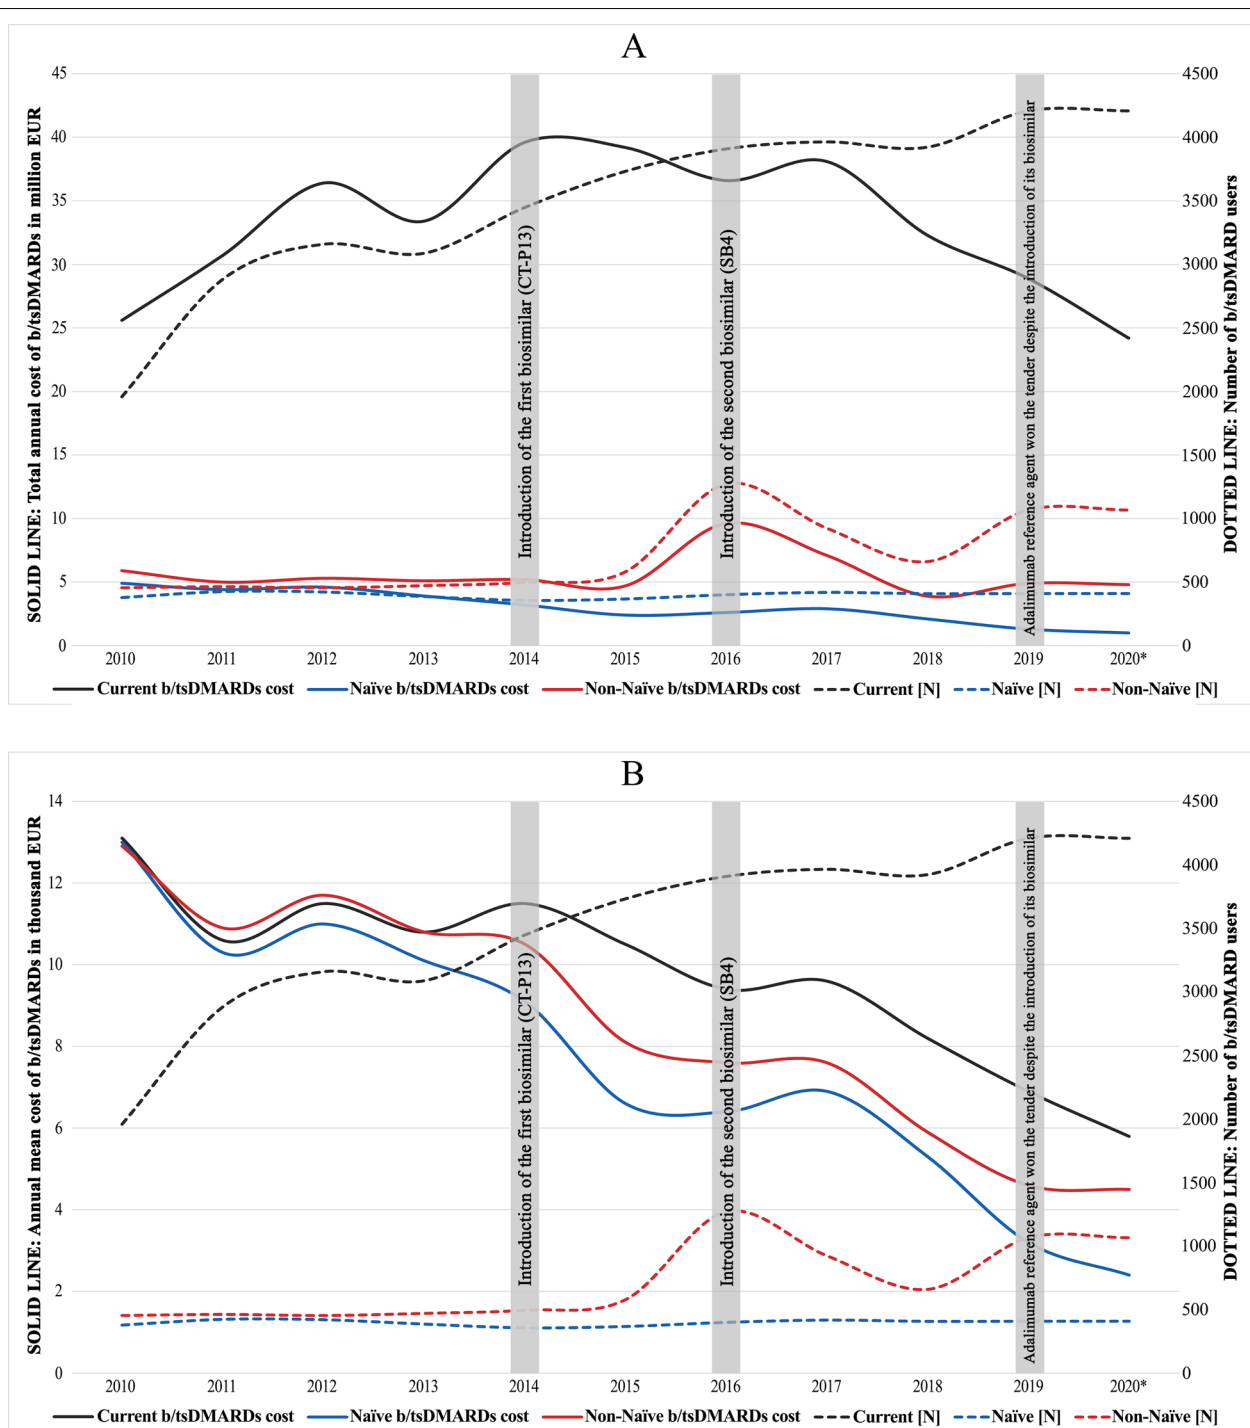 A
SOLID LINE: Total annual cost of b/tsDMARDs in million EUR
45
40
35
30
25
20
15
10
5
0
Introduction of the first biosimilar (CT-P13)
Introduction of the second biosimilar (SB4)
Adalimumab reference agent won the tender despite the introduction of its biosimilar
4500
4000
3500
3000
2500
2000
1500
1000
500
0
DOTTED LINE: Number of b/tsDMARD users
2010 2011 2012 2013 2014 2015 2016 2017 2018 2019 2020*
Current b/tsDMARDs cost Naïve b/tsDMARDs cost Non-Naïve b/tsDMARDs cost Current [N] Naïve [N] Non-Naïve [N]
B
SOLID LINE: Annual mean cost of b/tsDMARDs in thousand EUR
14
12
10
8
6
4
2
0
Introduction of the first biosimilar (CT-P13)
Introduction of the second biosimilar (SB4)
Adalimumab reference agent won the tender despite the introduction of its biosimilar
4500
4000
3500
3000
2500
2000
1500
1000
500
0
DOTTED LINE: Number of b/tsDMARD users
2010 2011 2012 2013 2014 2015 2016 2017 2018 2019 2020*
Current b/tsDMARDs cost Naïve b/tsDMARDs cost Non-Naïve b/tsDMARDs cost Current [N] Naïve [N] Non-Naïve [N]